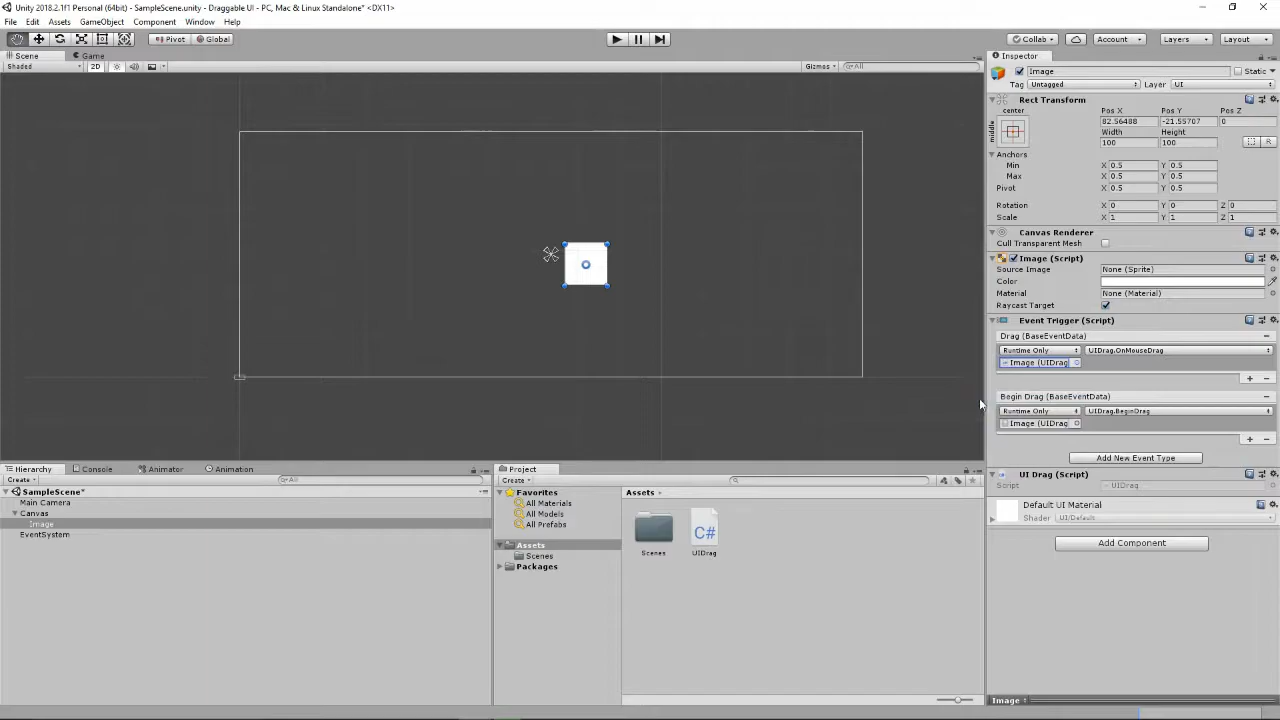 Unity 2018.2.1f1 Personal (64bit) - SampleScene.unity - Draggable UI - PC, Mac & Linux Standalone* <DX11>
File Edit Assets GameObject Component Window Help
Pivot Global Collab Account Layers Layout
Scene Game
Shaded 2D Gizmos All
Inspector
Image Static
Tag Untagged Layer UI
Rect Transform
center Pos X Pos Y Pos Z
middle 82.56488 -21.55707 0
Width Height
100 100 R
Anchors
Min X 0.5 Y 0.5
Max X 0.5 Y 0.5
Pivot X 0.5 Y 0.5
Rotation X 0 Y 0 Z 0
Scale X 1 Y 1 Z 1
Canvas Renderer
Cull Transparent Mesh
Image (Script)
Source Image None (Sprite)
Color
Material None (Material)
Raycast Target
Event Trigger (Script)
Drag (BaseEventData)
Runtime Only UIDrag.OnMouseDrag
Image (UIDrag
Begin Drag (BaseEventData)
Runtime Only UIDrag.BeginDrag
Image (UIDrag
Add New Event Type
UI Drag (Script)
Script UIDrag
Default UI Material
Shader UI/Default
Add Component
Image
Hierarchy Console Animator Animation
Create All
SampleScene*
Main Camera
Canvas
Image
EventSystem
Project
Create
Favorites
All Materials
All Models
All Prefabs
Assets
Scenes
Packages
Assets
C#
Scenes UIDrag